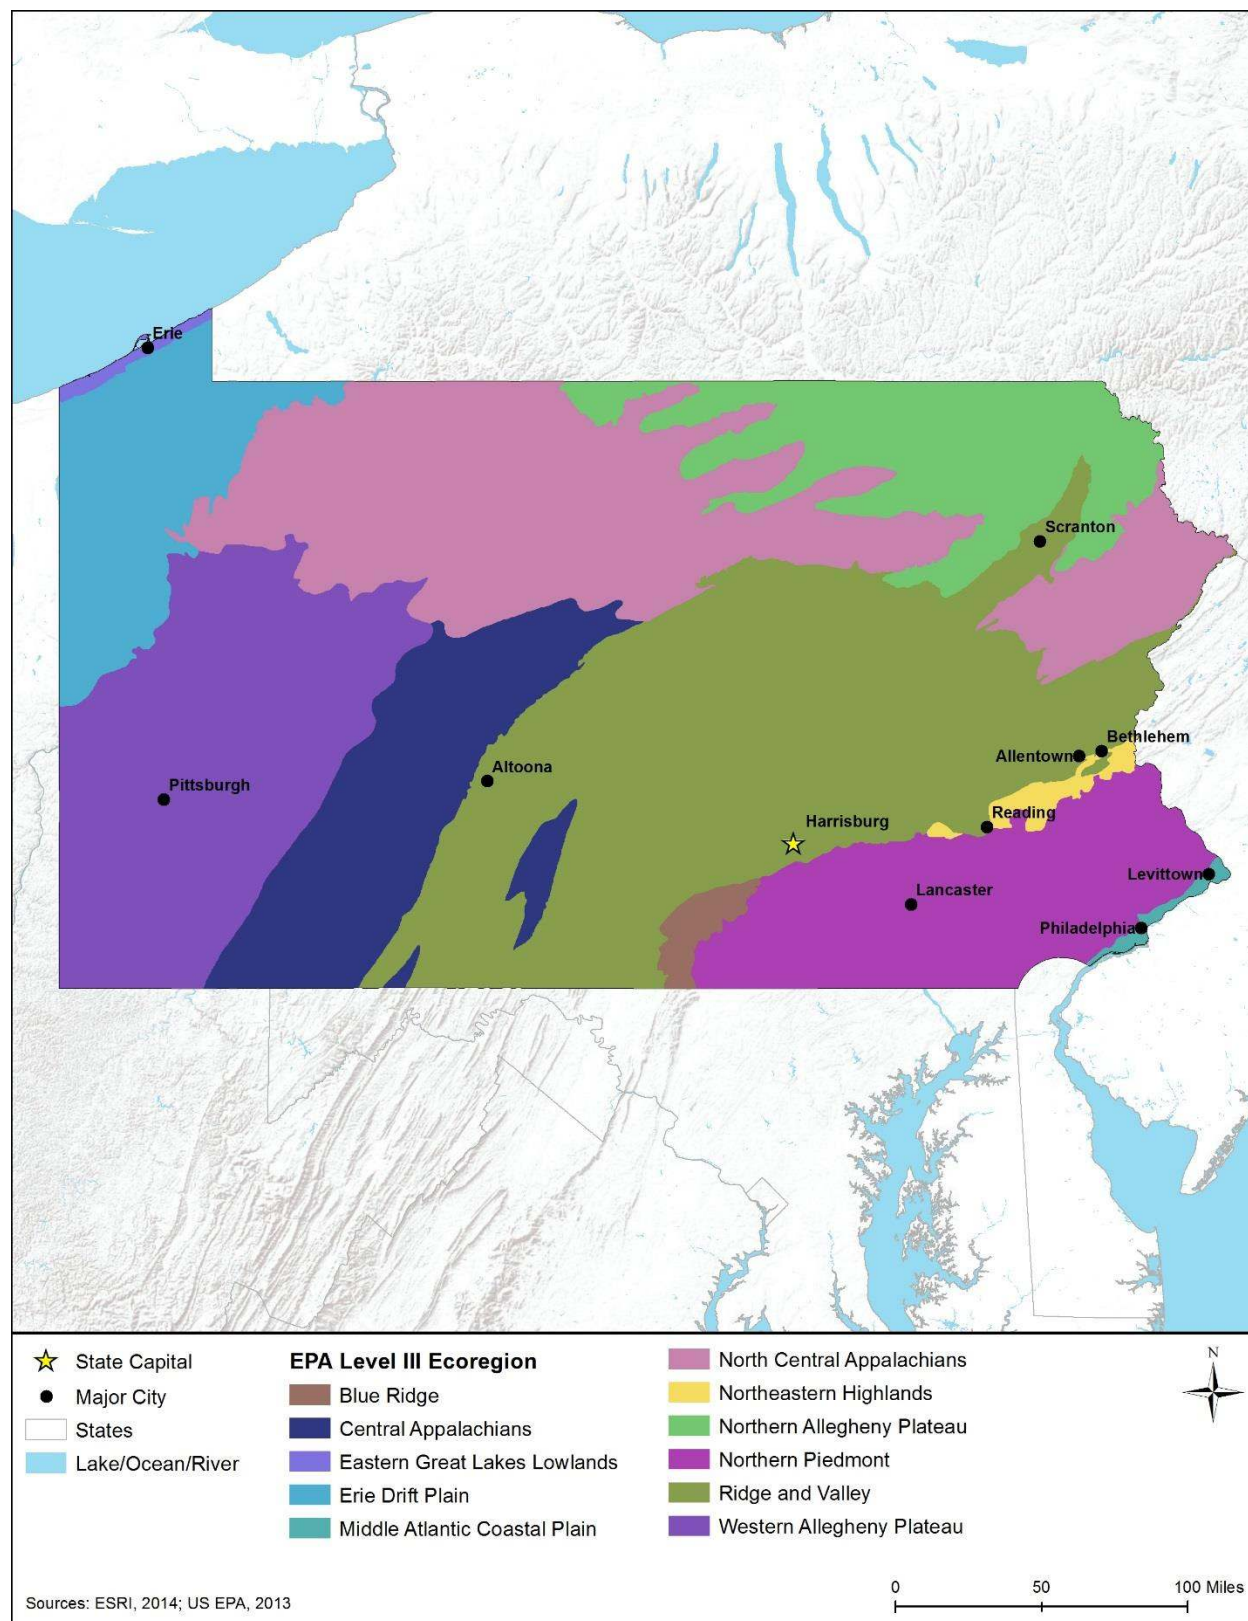 Erie
Scranton
Bethlehem
Allentown
Altoona
Pittsburgh
Reading
Harrisburg
Levittown
Lancaster
Philadelphia
State Capital
Major City
States
Lake/Ocean/River
EPA Level III Ecoregion
Blue Ridge
Central Appalachians
Eastern Great Lakes Lowlands
Erie Drift Plain
Middle Atlantic Coastal Plain
North Central Appalachians
Northeastern Highlands
Northern Allegheny Plateau
Northern Piedmont
Ridge and Valley
Western Allegheny Plateau
N
0 50 100 Miles
Sources: ESRI, 2014; US EPA, 2013